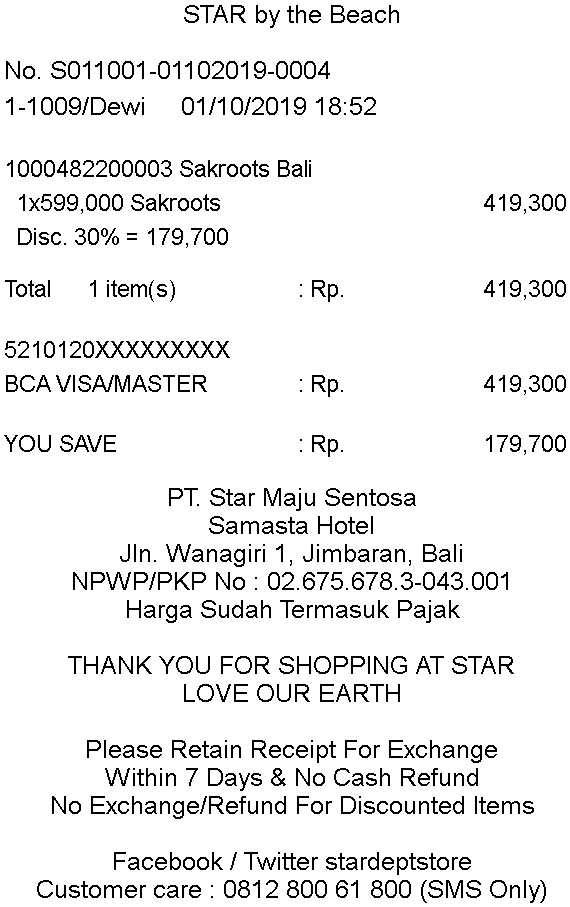 STAR by the Beach
No. S011001-01102019-0004
1-1009/Dewi 01/10/2019 18:52
1000482200003 Sakroots Bali
1x599,000 Sakroots 419,300
Disc. 30% = 179,700
Total 1 item(s) : Rp. 419,300
5210120XXXXXXXXX
BCA VISA/MASTER : Rp. 419,300
YOU SAVE : Rp. 179,700
PT. Star Maju Sentosa
Samasta Hotel
Jln. Wanagiri 1, Jimbaran, Bali
NPWP/PKP No : 02.675.678.3-043.001
Harga Sudah Termasuk Pajak
THANK YOU FOR SHOPPING AT STAR
LOVE OUR EARTH
Please Retain Receipt For Exchange
Within 7 Days & No Cash Refund
No Exchange/Refund For Discounted Items
Facebook / Twitter stardeptstore
Customer care : 0812 800 61 800 (SMS Only)